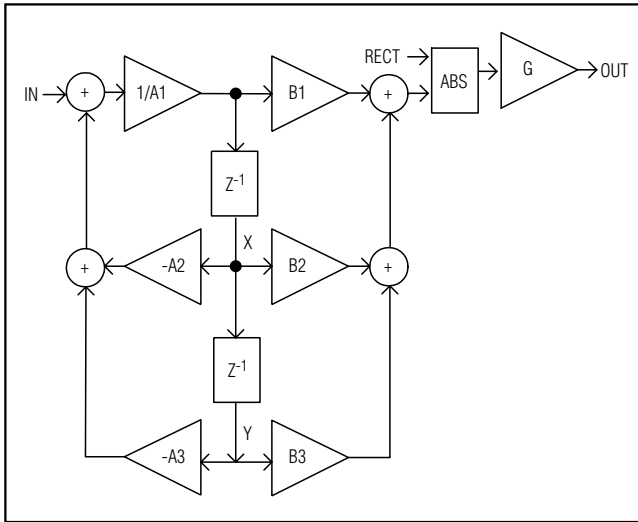 RECT
IN
+
1/A1
B1
+
ABS
G
OUT
Z-1
X
+
-A2
B2
+
Z-1
Y
-A3
B3